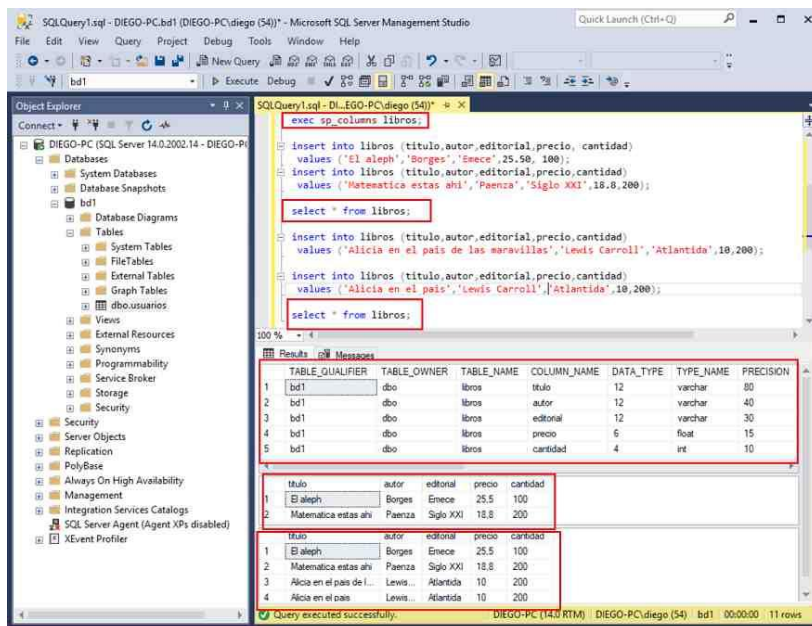 SQLQuery1.sql - DIEGO-PC.bd1 (DIEGO-PC\diego (54))* - Microsoft SQL Server Management Studio
Quick Launch (Ctrl+Q)
File Edit View Query Project Debug Tools Window Help
New Query
bd1
Execute Debug
Object Explorer
Connect
DIEGO-PC (SQL Server 14.0.2002.14 - DIEGO-P
Databases
System Databases
Database Snapshots
bd1
Database Diagrams
Tables
System Tables
FileTables
External Tables
Graph Tables
dbo.usuarios
Views
External Resources
Synonyms
Programmability
Service Broker
Storage
Security
Security
Server Objects
Replication
PolyBase
Always On High Availability
Management
Integration Services Catalogs
SQL Server Agent (Agent XPs disabled)
XEvent Profiler
SQLQuery1.sql - DI...EGO-PC\diego (54))*
exec sp_columns libros;
insert into libros (titulo,autor,editorial,precio, cantidad)
values ('El aleph','Borges','Emece',25.50, 100);
insert into libros (titulo,autor,editorial,precio,cantidad)
values ('Matematica estas ahi','Paenza','Siglo XXI',18.8,200);
select * from libros;
insert into libros (titulo,autor,editorial,precio,cantidad)
values ('Alicia en el pais de las maravillas','Lewis Carroll','Atlantida',10,200);
insert into libros (titulo,autor,editorial,precio,cantidad)
values ('Alicia en el pais','Lewis Carroll','Atlantida',10,200);
select * from libros;
100 %
Results Messages
TABLE_QUALIFIER TABLE_OWNER TABLE_NAME COLUMN_NAME DATA_TYPE TYPE_NAME PRECISION
1 bd1 dbo libros titulo 12 varchar 80
2 bd1 dbo libros autor 12 varchar 40
3 bd1 dbo libros editorial 12 varchar 30
4 bd1 dbo libros precio 6 float 15
5 bd1 dbo libros cantidad 4 int 10
titulo autor editorial precio cantidad
1 El aleph Borges Emece 25,5 100
2 Matematica estas ahi Paenza Siglo XXI 18,8 200
titulo autor editorial precio cantidad
1 El aleph Borges Emece 25,5 100
2 Matematica estas ahi Paenza Siglo XXI 18,8 200
3 Alicia en el pais de l... Lewis... Atlantida 10 200
4 Alicia en el pais Lewis... Atlantida 10 200
Query executed successfully. DIEGO-PC (14.0 RTM) DIEGO-PC\diego (54) bd1 00:00:00 11 rows